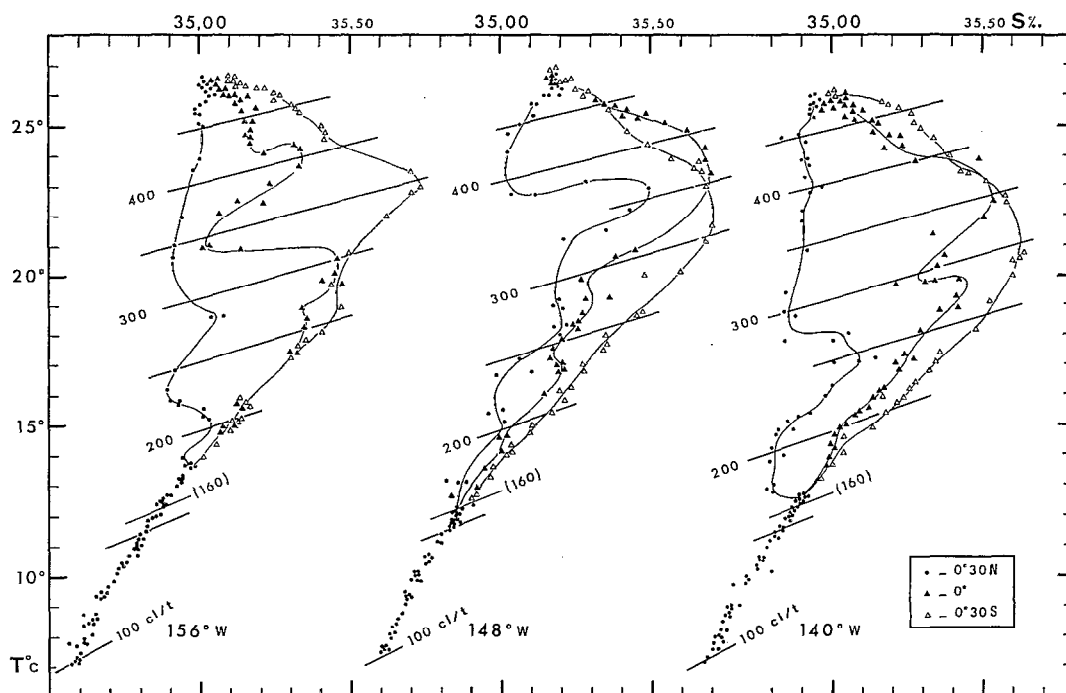 35,00 35,50 35,00 35,50 35,00 35,50 S‰.
25°
20°
15°
10°
T°c
400
300
200
(160)
100 cl/t
156° W
400
300
200
(160)
100 cl/t
148° W
400
300
200
(160)
100 cl/t
140° W
● – 0°30N
▲ – 0°
△ – 0°30S